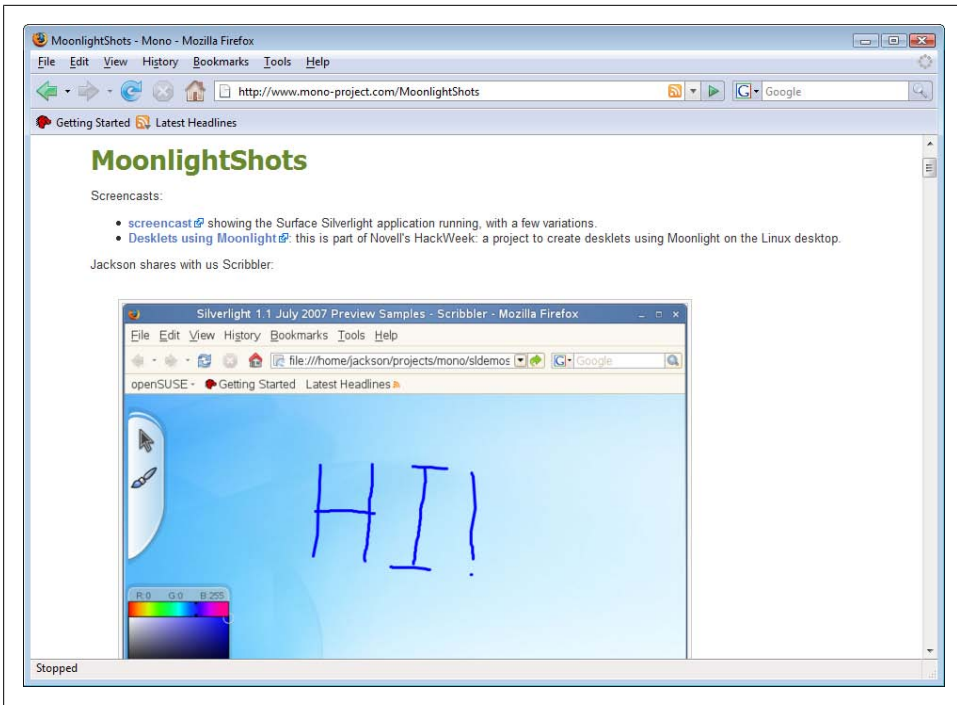 MoonlightShots - Mono - Mozilla Firefox
File Edit View History Bookmarks Tools Help
http://www.mono-project.com/MoonlightShots
Google
Getting Started Latest Headlines
MoonlightShots
Screencasts:
screencast showing the Surface Silverlight application running, with a few variations.
Desklets using Moonlight: this is part of Novell's HackWeek: a project to create desklets using Moonlight on the Linux desktop.
Jackson shares with us Scribbler:
Silverlight 1.1 July 2007 Preview Samples - Scribbler - Mozilla Firefox
File Edit View History Bookmarks Tools Help
file:///home/jackson/projects/mono/sldemos
Google
openSUSE Getting Started Latest Headlines
HI!
R:0 G:0 B:255
Stopped